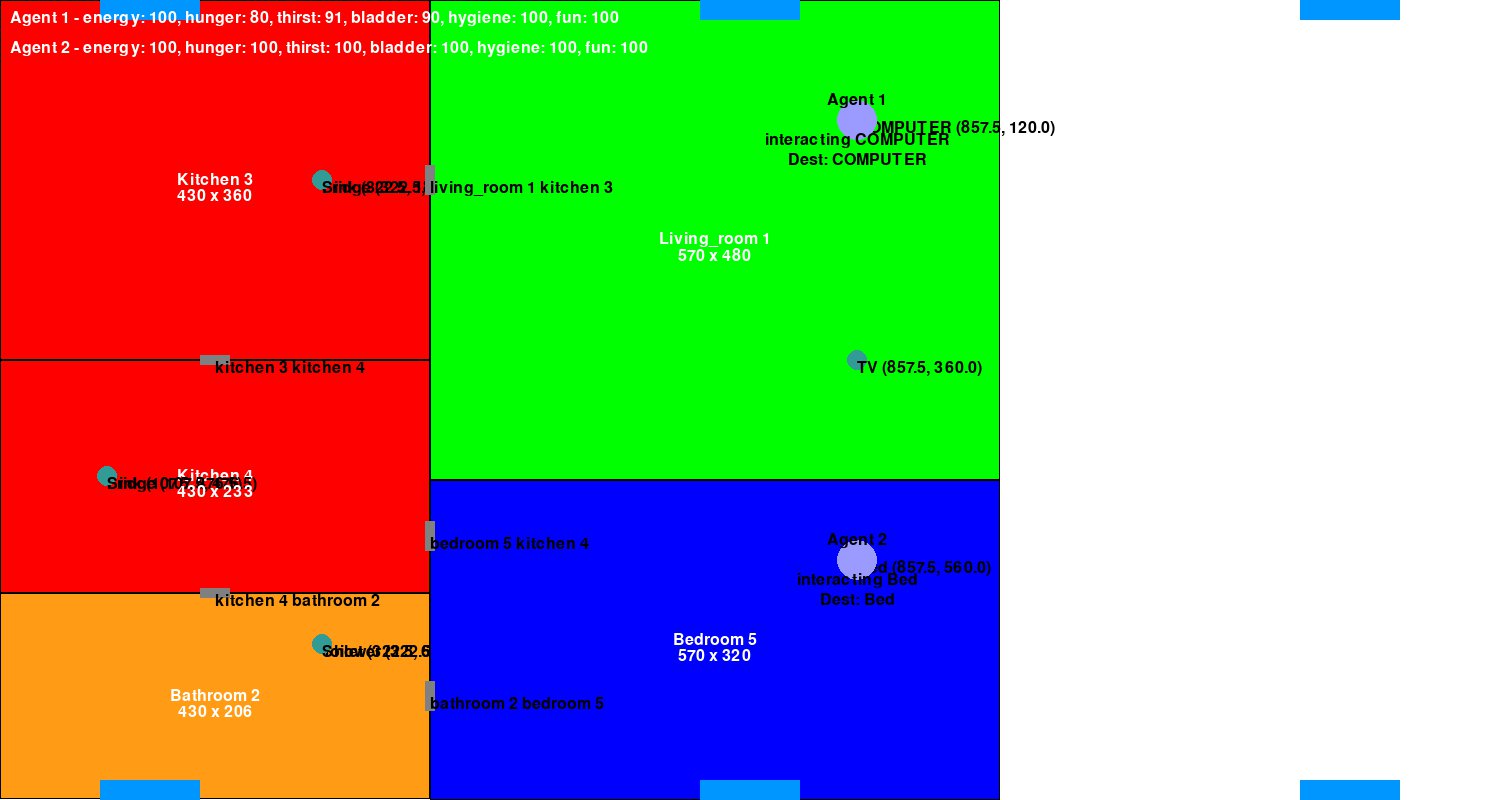 Agent 1 - energy: 100, hunger: 80, thirst: 91, bladder: 90, hygiene: 100, fun: 100
Agent 2 - energy: 100, hunger: 100, thirst: 100, bladder: 100, hygiene: 100, fun: 100
Agent 1
(857.5, 120.0)
interacting COMPUTER
Dest: COMPUTER
Kitchen 3
430 x 360
living_room 1 kitchen 3
Living_room 1
570 x 480
TV (857.5, 360.0)
kitchen 3 kitchen 4
Kitchen 4
430 x 233
bedroom 5 kitchen 4
Agent 2
(857.5, 560.0)
interacting Bed
Dest: Bed
kitchen 4 bathroom 2
Bedroom 5
570 x 320
Bathroom 2
430 x 206
bathroom 2 bedroom 5